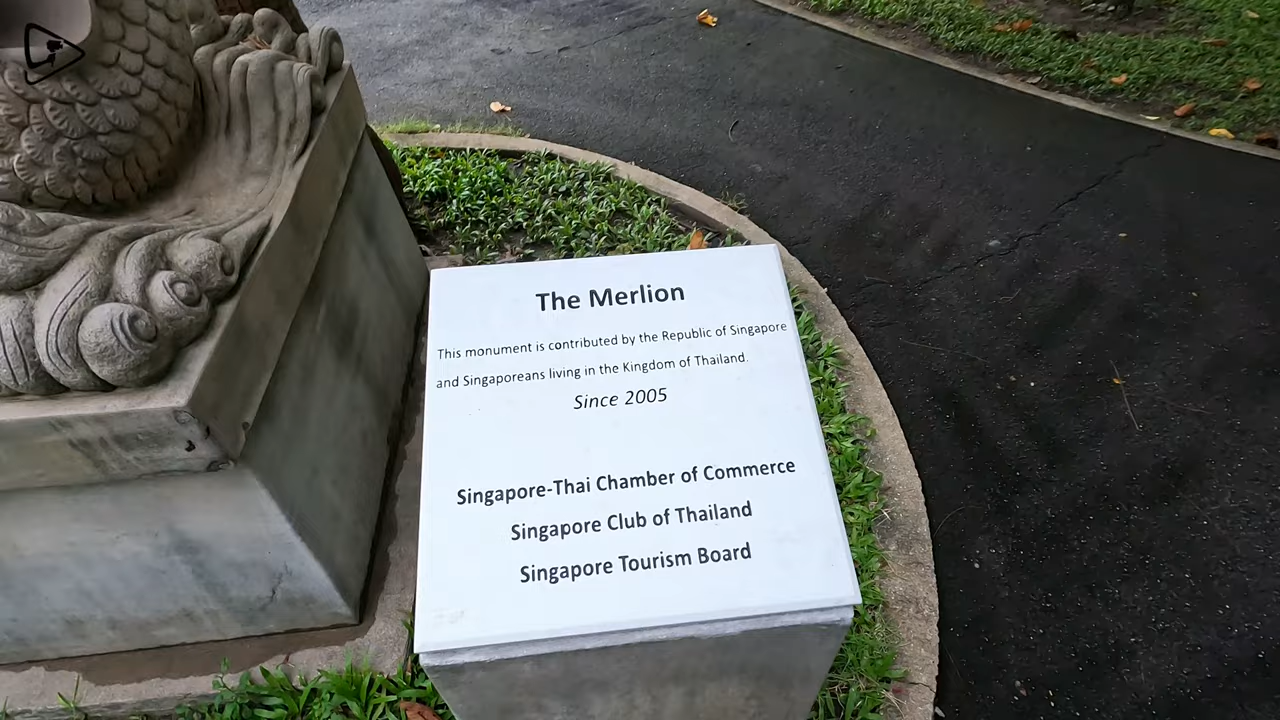 The Merlion
This monument is contributed by the Republic of Singapore
and Singaporeans living in the Kingdom of Thailand.
Since 2005
Singapore-Thai Chamber of Commerce
Singapore Club of Thailand
Singapore Tourism Board